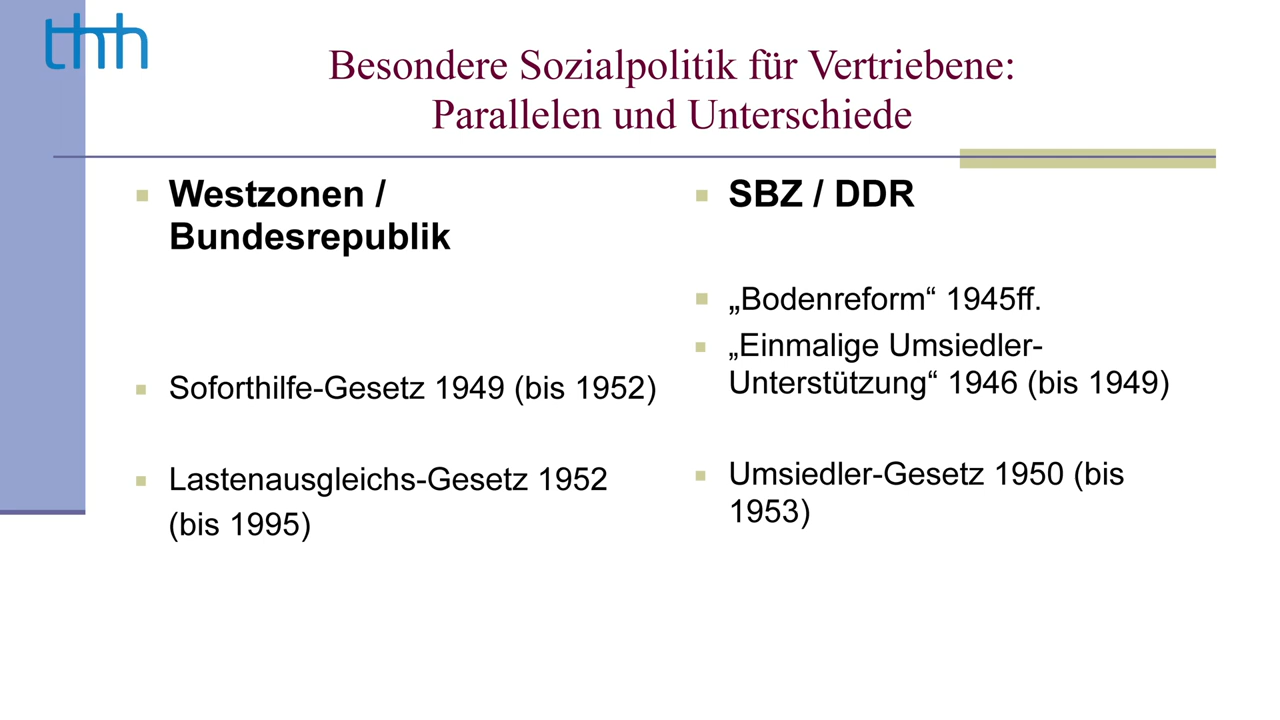 thh
Besondere Sozialpolitik für Vertriebene:
Parallelen und Unterschiede
Westzonen /
Bundesrepublik
Soforthilfe-Gesetz 1949 (bis 1952)
Lastenausgleichs-Gesetz 1952
(bis 1995)
SBZ / DDR
„Bodenreform“ 1945ff.
„Einmalige Umsiedler-
Unterstützung“ 1946 (bis 1949)
Umsiedler-Gesetz 1950 (bis
1953)